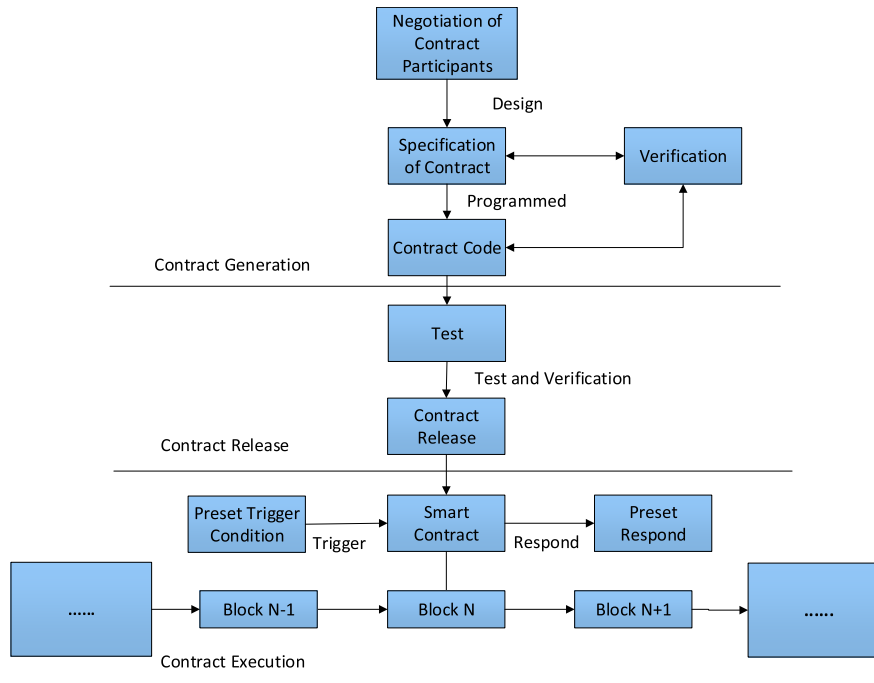 Negotiation of
Contract
Participants
Design
Specification
of Contract
Verification
Programmed
Contract Code
Contract Generation
Test
Test and Verification
Contract
Release
Contract Release
Preset Trigger
Condition
Trigger
Smart
Contract
Respond
Preset
Respond
......
Block N-1
Block N
Block N+1
......
Contract Execution